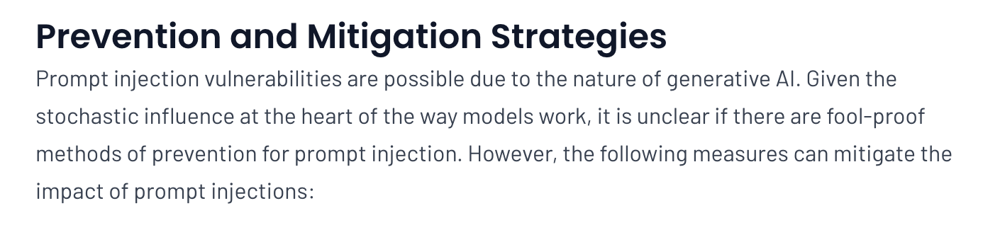 Prevention and Mitigation Strategies
Prompt injection vulnerabilities are possible due to the nature of generative AI. Given the
stochastic influence at the heart of the way models work, it is unclear if there are fool-proof
methods of prevention for prompt injection. However, the following measures can mitigate the
impact of prompt injections: